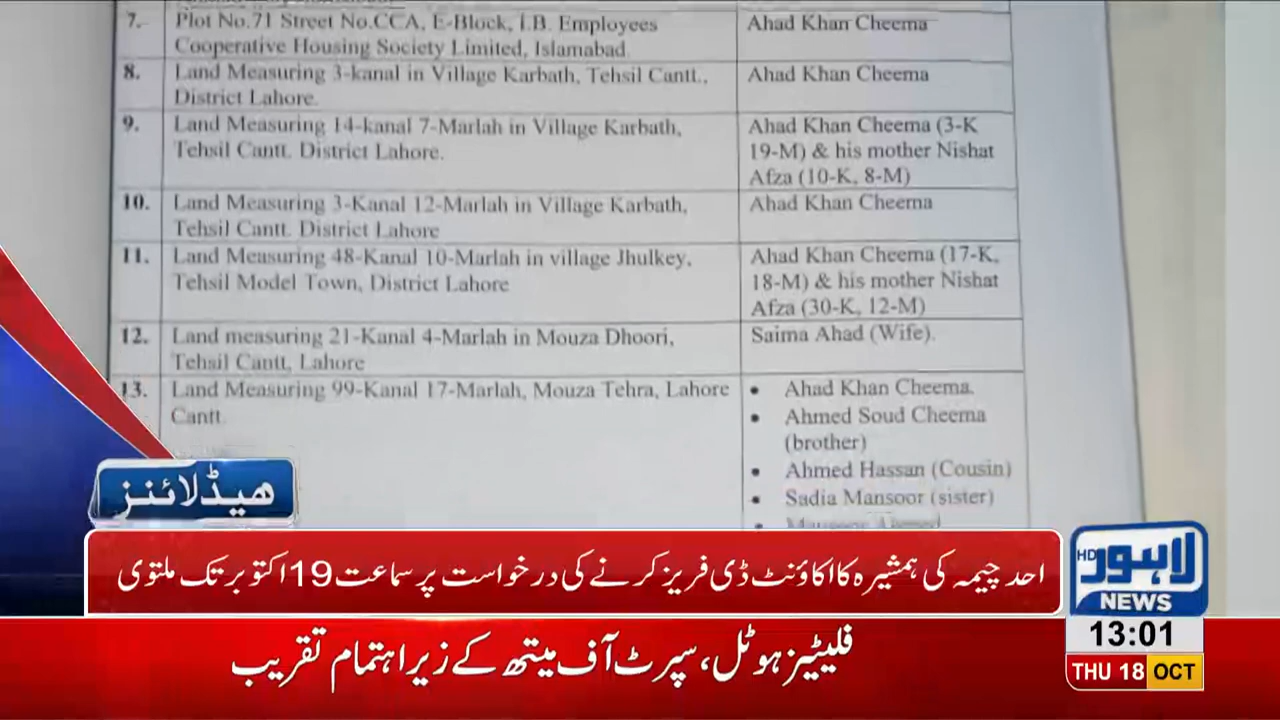 7. Plot No.71 Street No.CCA, E-Block, I.B. Employees
Cooperative Housing Society Limited, Islamabad.
Ahad Khan Cheema
8. Land Measuring 3-kanal in Village Karbath, Tehsil Cantt.,
District Lahore.
Ahad Khan Cheema
9. Land Measuring 14-kanal 7-Marlah in Village Karbath,
Tehsil Cantt. District Lahore.
Ahad Khan Cheema (3-K
19-M) & his mother Nishat
Afza (10-K, 8-M)
10. Land Measuring 3-Kanal 12-Marlah in Village Karbath,
Tehsil Cantt. District Lahore
Ahad Khan Cheema
11. Land Measuring 48-Kanal 10-Marlah in village Jhulkey,
Tehsil Model Town, District Lahore
Ahad Khan Cheema (17-K,
18-M) & his mother Nishat
Afza (30-K, 12-M)
12. Land measuring 21-Kanal 4-Marlah in Mouza Dhoori,
Tehsil Cantt, Lahore
Saima Ahad (Wife).
13. Land Measuring 99-Kanal 17-Marlah, Mouza Tehra, Lahore
Cantt.
• Ahad Khan Cheema.
• Ahmed Soud Cheema
(brother)
• Ahmed Hassan (Cousin)
• Sadia Mansoor (sister)
ہیڈلائنز
احد چیمہ کی ہمشیرہ کا اکاؤنٹ ڈی فریز کرنے کی درخواست پر سماعت 19 اکتوبر تک ملتوی
لاہور
HD
NEWS
13:01
THU 18 OCT
فلیٹیز ہوٹل، سپرٹ آف میتھ کے زیر اہتمام تقریب